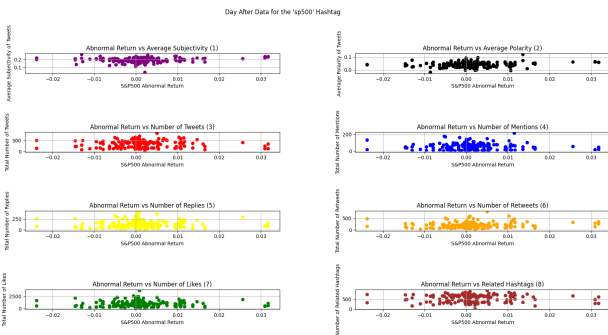 Day After Data for the 'sp500' Hashtag
Abnormal Return vs Average Subjectivity (1)
Average Subjectivity of Tweets
0.2
0.1
−0.02 −0.01 0.00 0.01 0.02 0.03
S&P500 Abnormal Return
Abnormal Return vs Average Polarity (2)
Average Polarity of Tweets
0.1
0.0
−0.02 −0.01 0.00 0.01 0.02 0.03
S&P500 Abnormal Return
Abnormal Return vs Number of Tweets (3)
Total Number of Tweets
500
0
−0.02 −0.01 0.00 0.01 0.02 0.03
S&P500 Abnormal Return
Abnormal Return vs Number of Mentions (4)
Total Number of Mentions
200
0
−0.02 −0.01 0.00 0.01 0.02 0.03
S&P500 Abnormal Return
Abnormal Return vs Number of Replies (5)
Total Number of Replies
250
0
−0.02 −0.01 0.00 0.01 0.02 0.03
S&P500 Abnormal Return
Abnormal Return vs Number of Retweets (6)
Total Number of Retweets
500
0
−0.02 −0.01 0.00 0.01 0.02 0.03
S&P500 Abnormal Return
Abnormal Return vs Number of Likes (7)
Total Number of Likes
2500
0
−0.02 −0.01 0.00 0.01 0.02 0.03
S&P500 Abnormal Return
Abnormal Return vs Related Hashtags (8)
Number of Related Hashtags
500
0
−0.02 −0.01 0.00 0.01 0.02 0.03
S&P500 Abnormal Return